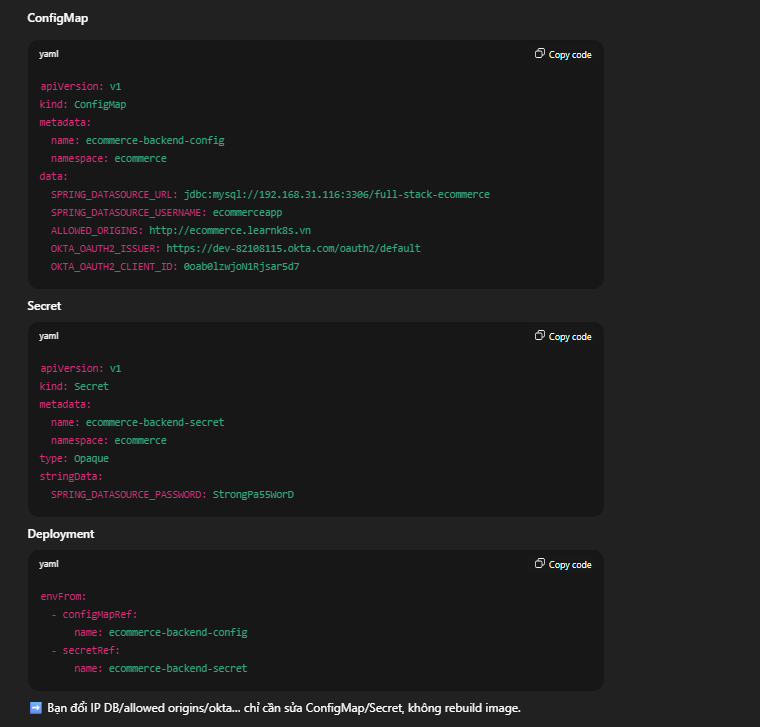 ConfigMap
yaml
Copy code
apiVersion: v1
kind: ConfigMap
metadata:
  name: ecommerce-backend-config
  namespace: ecommerce
data:
  SPRING_DATASOURCE_URL: jdbc:mysql://192.168.31.116:3306/full-stack-ecommerce
  SPRING_DATASOURCE_USERNAME: ecommerceapp
  ALLOWED_ORIGINS: http://ecommerce.learnk8s.vn
  OKTA_OAUTH2_ISSUER: https://dev-82108115.okta.com/oauth2/default
  OKTA_OAUTH2_CLIENT_ID: 0oab0lzwjoN1Rjsar5d7
Secret
yaml
Copy code
apiVersion: v1
kind: Secret
metadata:
  name: ecommerce-backend-secret
  namespace: ecommerce
type: Opaque
stringData:
  SPRING_DATASOURCE_PASSWORD: StrongPa55WorD
Deployment
yaml
Copy code
envFrom:
  - configMapRef:
      name: ecommerce-backend-config
  - secretRef:
      name: ecommerce-backend-secret
➡️ Bạn đổi IP DB/allowed origins/okta... chỉ cần sửa ConfigMap/Secret, không rebuild image.